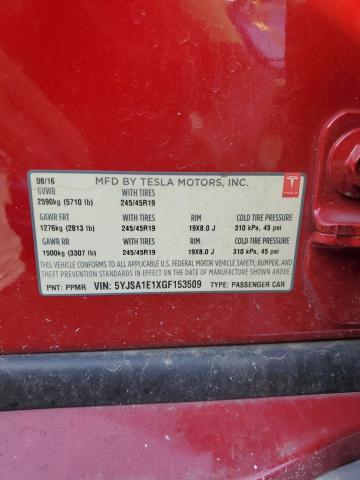 08/16 MFD BY TESLA MOTORS, INC. TESLA
GVWR WITH TIRES
2590kg (5710 lb) 245/45R19
GAWR FRT WITH TIRES RIM COLD TIRE PRESSURE
1276kg (2813 lb) 245/45R19 19X8.0 J 310 kPa, 45 psi
GAWR RR WITH TIRES RIM COLD TIRE PRESSURE
1500kg (3307 lb) 245/45R19 19X8.0 J 310 kPa, 45 psi
THIS VEHICLE CONFORMS TO ALL APPLICABLE U.S. FEDERAL MOTOR VEHICLE SAFETY, BUMPER, AND
THEFT PREVENTION STANDARDS IN EFFECT ON THE DATE OF MANUFACTURE SHOWN ABOVE.
PNT: PPMR VIN: 5YJSA1E1XGF153509 TYPE: PASSENGER CAR